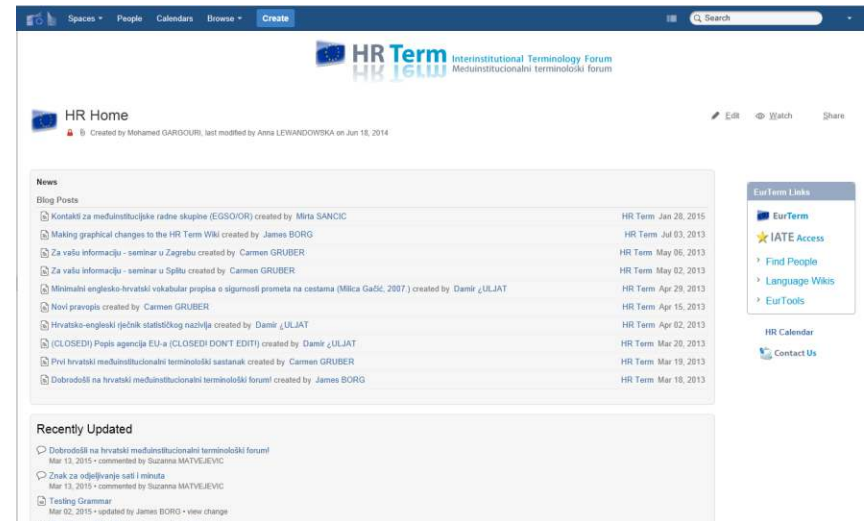 Spaces People Calendars Browse Create Search
HR Term Interinstitutional Terminology Forum
Međuinstitucionalni terminološki forum
HR Home
Edit Watch Share
Created by Mohamed GARGOURI, last modified by Anna LEWANDOWSKA on Jun 18, 2014
News
Blog Posts
Kontakti za međuinstitucijske radne skupine (EGSO/OR) created by Mirta SANCIC HR Term Jan 28, 2015
Making graphical changes to the HR Term Wiki created by James BORG HR Term Jul 03, 2013
Za vašu informaciju - seminar u Zagrebu created by Carmen GRUBER HR Term May 06, 2013
Za vašu informaciju - seminar u Splitu created by Carmen GRUBER HR Term May 02, 2013
Minimalni englesko-hrvatski vokabular propisa o sigurnosti prometa na cestama (Milica Gačić, 2007.) created by Damir ¿ULJAT HR Term Apr 29, 2013
Novi pravopis created by Carmen GRUBER HR Term Apr 15, 2013
Hrvatsko-engleski rječnik statističkog nazivlja created by Damir ¿ULJAT HR Term Apr 02, 2013
(CLOSED!) Popis agencija EU-a (CLOSED! DON'T EDIT!) created by Damir ¿ULJAT HR Term Mar 20, 2013
Prvi hrvatski međuinstitucionalni terminološki sastanak created by Carmen GRUBER HR Term Mar 19, 2013
Dobrodošli na hrvatski međuinstitucionalni terminološki forum! created by James BORG HR Term Mar 18, 2013
Recently Updated
Dobrodošli na hrvatski međuinstitucionalni terminološki forum!
Mar 13, 2015 • commented by Suzanna MATVEJEVIC
Znak za odjeljivanje sati i minuta
Mar 13, 2015 • commented by Suzanna MATVEJEVIC
Testing Grammar
Mar 02, 2015 • updated by James BORG • view change
EurTerm Links
EurTerm
IATE Access
Find People
Language Wikis
EurTools
HR Calendar
Contact Us